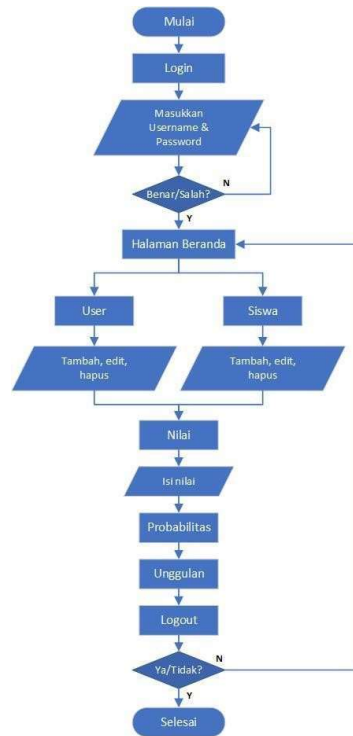 Mulai
Login
Masukkan
Username &
Password
N
Benar/Salah?
Y
Halaman Beranda
User
Siswa
Tambah, edit,
hapus
Tambah, edit,
hapus
Nilai
Isi nilai
Probabilitas
Unggulan
Logout
N
Ya/Tidak?
Y
Selesai